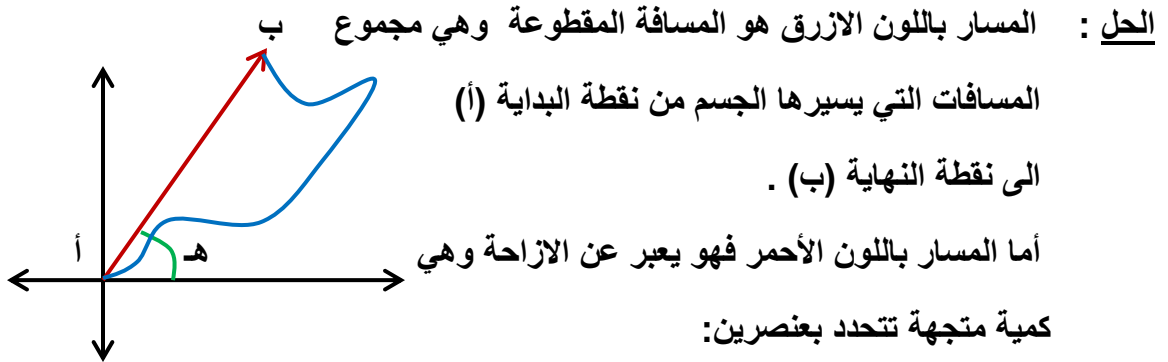 الحل : المسار باللون الازرق هو المسافة المقطوعة وهي مجموع
المسافات التي يسيرها الجسم من نقطة البداية (أ)
الى نقطة النهاية (ب) .
أما المسار باللون الأحمر فهو يعبر عن الازاحة وهي
كمية متجهة تتحدد بعنصرين:
ب
هـ
أ